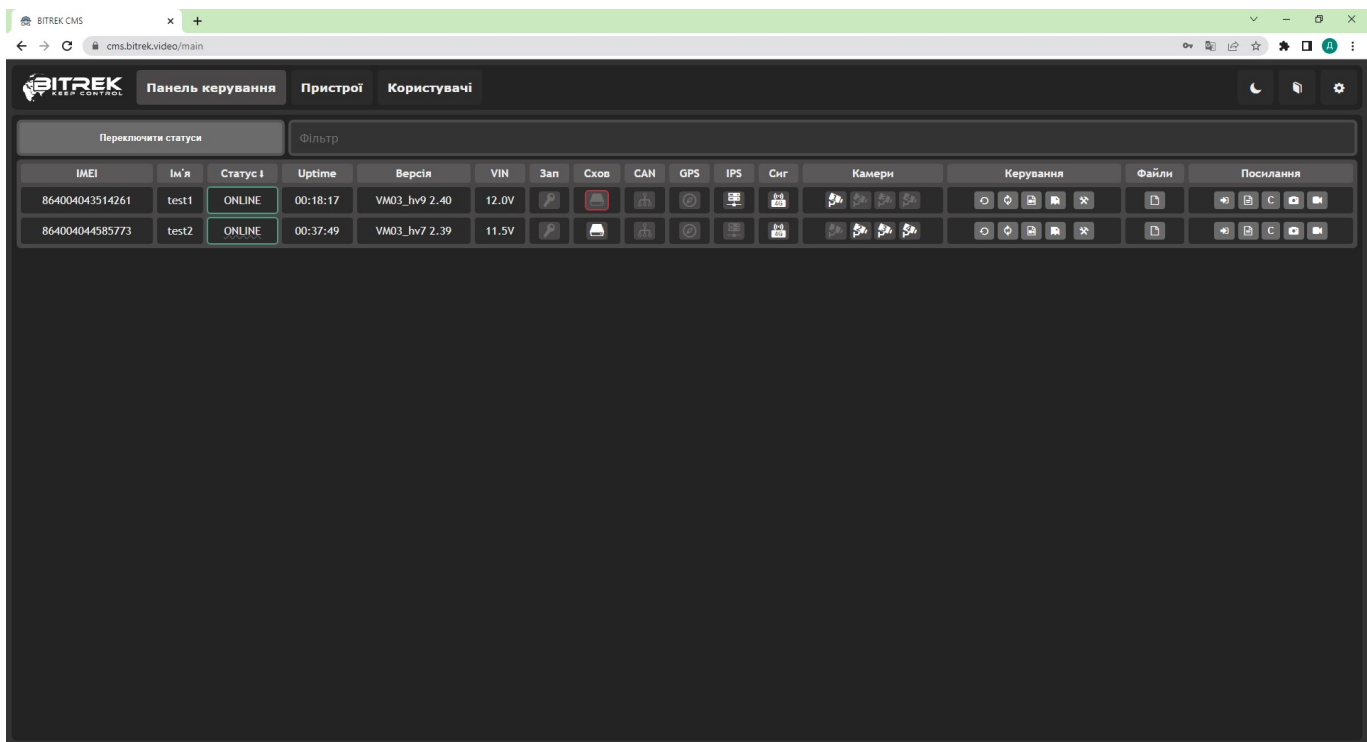 BITREK CMS
cms.bitrek.video/main
Д
BITREK Панель керування Пристрої Користувачі
KEEP CONTROL
Переключити статуси Фільтр
IMEI Ім'я Статус Uptime Версія VIN Зап Схов CAN GPS IPS Сиг Камери Керування Файли Посилання
864004043514261 test1 ONLINE 00:18:17 VM03_hv9 2.40 12.0V 4G C
864004044585773 test2 ONLINE 00:37:49 VM03_hv7 2.39 11.5V 4G C